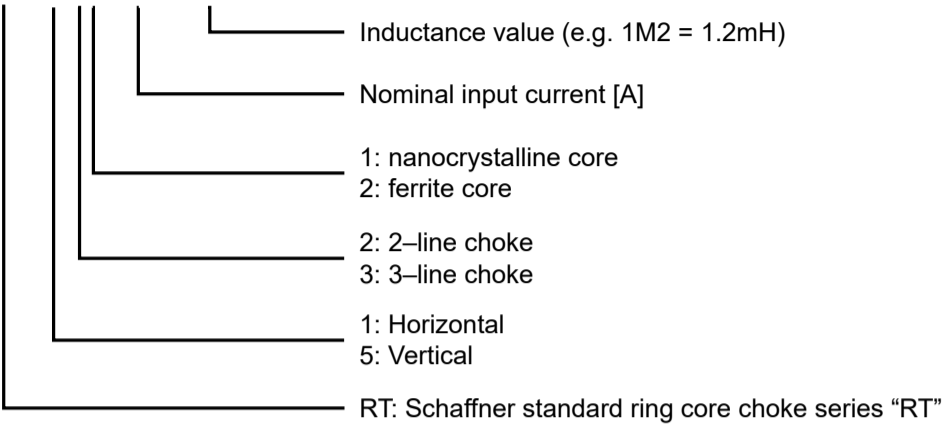 Inductance value (e.g. 1M2 = 1.2mH)
Nominal input current [A]
1: nanocrystalline core
2: ferrite core
2: 2–line choke
3: 3–line choke
1: Horizontal
5: Vertical
RT: Schaffner standard ring core choke series “RT”